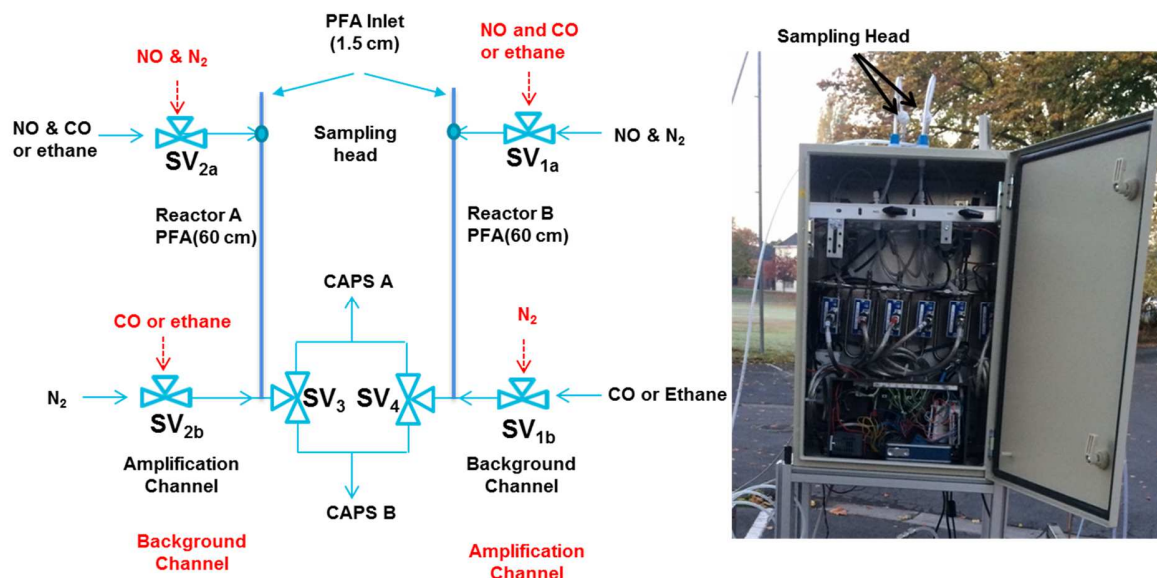 PFA Inlet
(1.5 cm)
NO & N2
NO and CO
or ethane
Sampling Head
NO & CO
or ethane
SV2a
Sampling
head
SV1a
NO & N2
Reactor A
PFA(60 cm)
Reactor B
PFA(60 cm)
CAPS A
CO or ethane
N2
N2
SV2b
SV3
SV4
SV1b
CO or Ethane
Amplification
Channel
CAPS B
Background
Channel
Background
Channel
Amplification
Channel